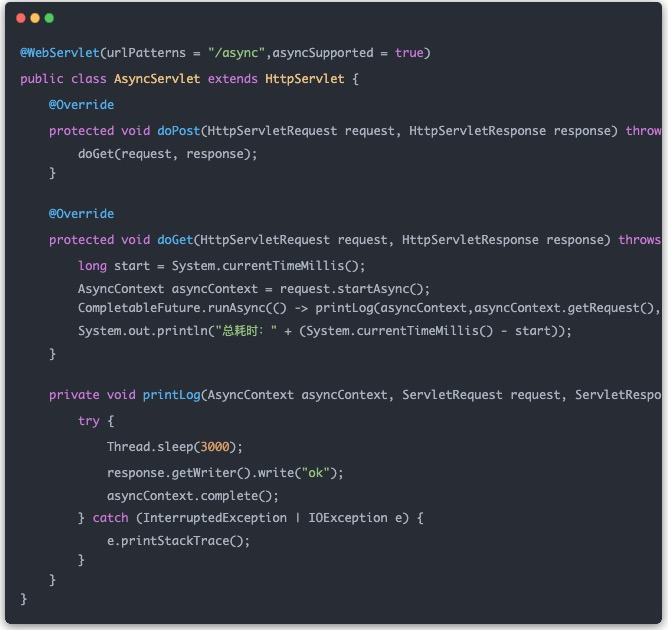 @WebServlet(urlPatterns = "/async",asyncSupported = true)
public class AsyncServlet extends HttpServlet {
    @Override
    protected void doPost(HttpServletRequest request, HttpServletResponse response) throw
        doGet(request, response);
    }

    @Override
    protected void doGet(HttpServletRequest request, HttpServletResponse response) throws
        long start = System.currentTimeMillis();
        AsyncContext asyncContext = request.startAsync();
        CompletableFuture.runAsync(() -> printLog(asyncContext,asyncContext.getRequest(),
        System.out.println("总耗时：" + (System.currentTimeMillis() - start));
    }

    private void printLog(AsyncContext asyncContext, ServletRequest request, ServletRespo
        try {
            Thread.sleep(3000);
            response.getWriter().write("ok");
            asyncContext.complete();
        } catch (InterruptedException | IOException e) {
            e.printStackTrace();
        }
    }
}